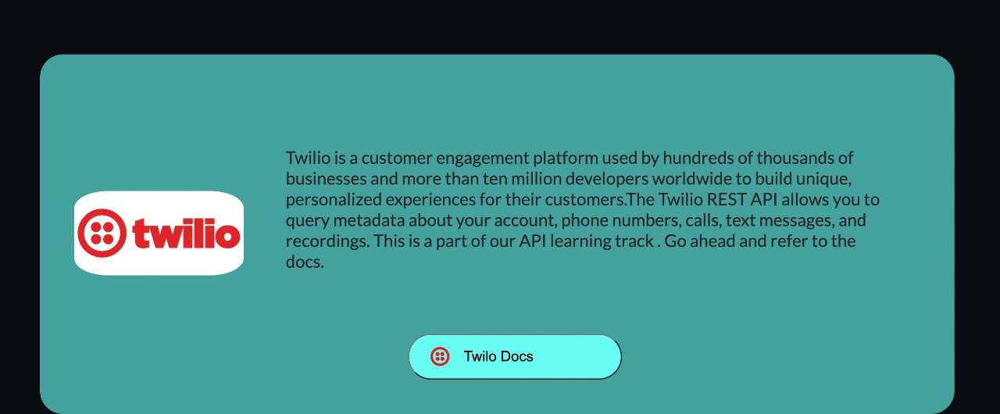 Twilio is a customer engagement platform used by hundreds of thousands of
businesses and more than ten million developers worldwide to build unique,
personalized experiences for their customers.The Twilio REST API allows you to
query metadata about your account, phone numbers, calls, text messages, and
recordings. This is a part of our API learning track . Go ahead and refer to the
docs.
twilio
Twilo Docs